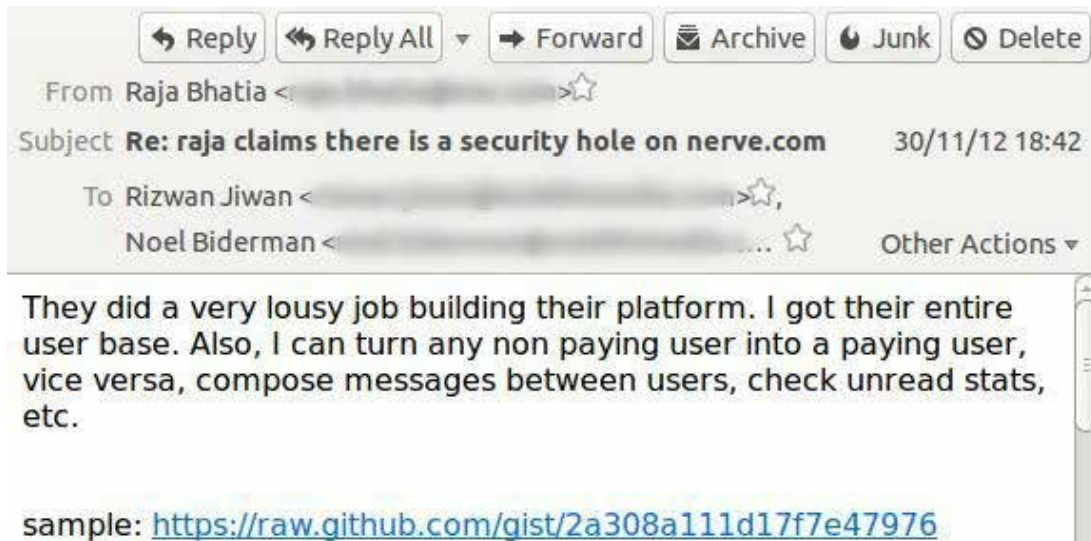 Reply Reply All Forward Archive Junk Delete
From Raja Bhatia < >
Subject Re: raja claims there is a security hole on nerve.com 30/11/12 18:42
To Rizwan Jiwan < >,
Noel Biderman < ... Other Actions
They did a very lousy job building their platform. I got their entire
user base. Also, I can turn any non paying user into a paying user,
vice versa, compose messages between users, check unread stats,
etc.
sample: https://raw.github.com/gist/2a308a111d17f7e47976